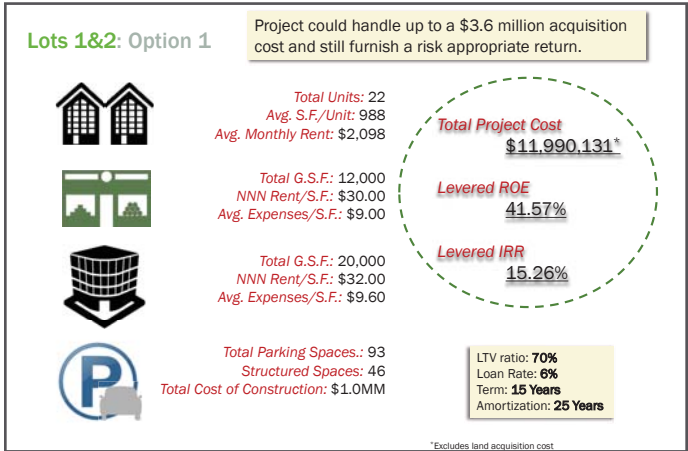 Lots 1&2: Option 1
Project could handle up to a $3.6 million acquisition
cost and still furnish a risk appropriate return.
Total Units: 22
Avg. S.F./Unit: 988
Avg. Monthly Rent: $2,098
Total G.S.F.: 12,000
NNN Rent/S.F.: $30.00
Avg. Expenses/S.F.: $9.00
Total G.S.F.: 20,000
NNN Rent/S.F.: $32.00
Avg. Expenses/S.F.: $9.60
P
Total Parking Spaces.: 93
Structured Spaces: 46
Total Cost of Construction: $1.0MM
Total Project Cost
$11,990,131*
Levered ROE
41.57%
Levered IRR
15.26%
LTV ratio: 70%
Loan Rate: 6%
Term: 15 Years
Amortization: 25 Years
*Excludes land acquisition cost